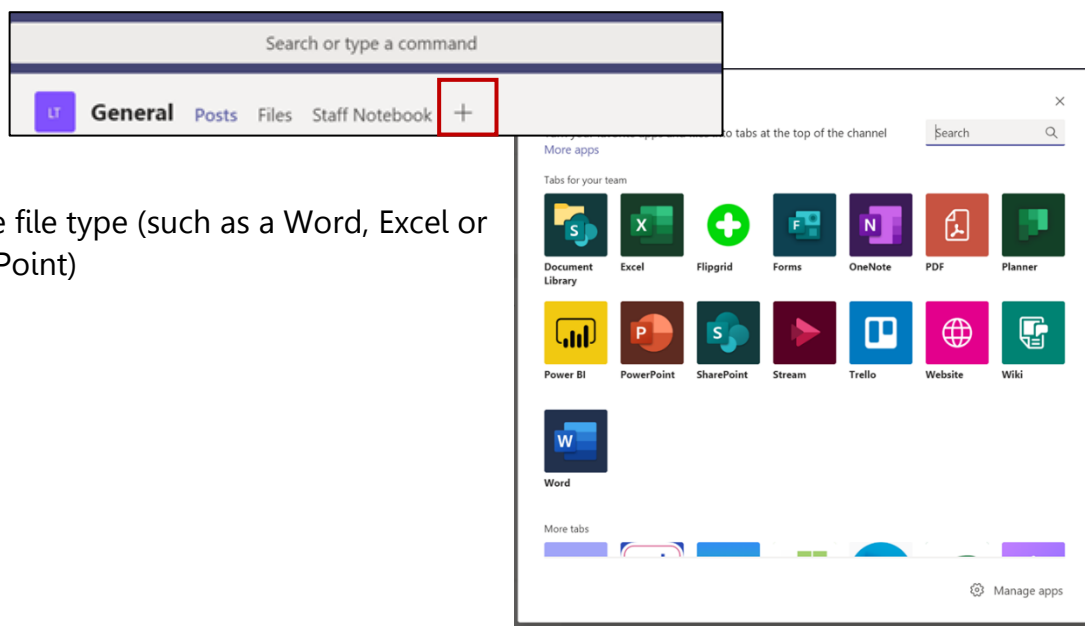 Search or type a command
LT General Posts Files Staff Notebook
to tabs at the top of the channel
Search
More apps
Tabs for your team
e file type (such as a Word, Excel or
Point)
Document Library
Excel
Flipgrid
Forms
OneNote
PDF
Planner
Power BI
PowerPoint
SharePoint
Stream
Trello
Website
Wiki
Word
More tabs
Manage apps